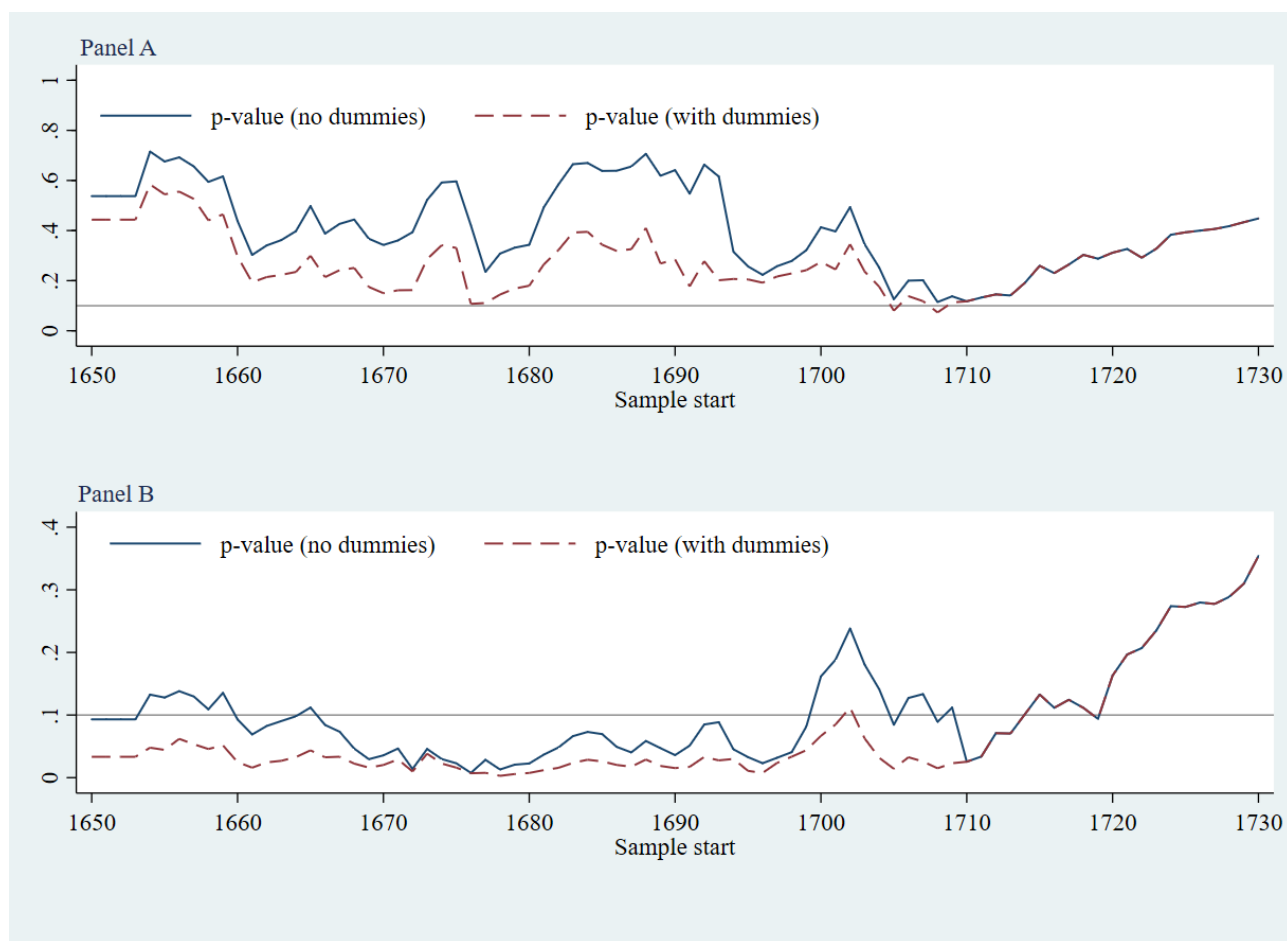 Panel A
1
.8
.6
.4
.2
0
p-value (no dummies) p-value (with dummies)
1650 1660 1670 1680 1690 1700 1710 1720 1730
Sample start
Panel B
.4
.3
.2
.1
0
p-value (no dummies) p-value (with dummies)
1650 1660 1670 1680 1690 1700 1710 1720 1730
Sample start